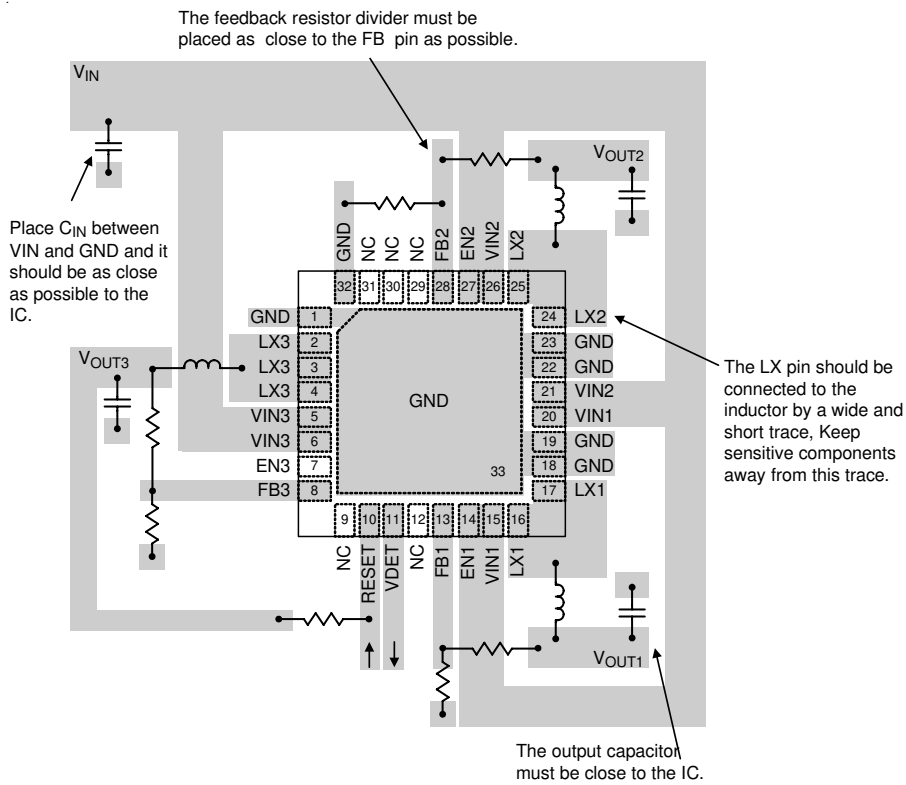 The feedback resistor divider must be
placed as close to the FB pin as possible.
VIN
VOUT2
Place CIN between
VIN and GND and it
should be as close
as possible to the
IC.
GND
NC
NC
NC
FB2
EN2
VIN2
LX2
32
31
30
29
28
27
26
25
GND 1
LX3 2
LX3 3
LX3 4
VIN3 5
VIN3 6
EN3 7
FB3 8
VOUT3
GND
33
24 LX2
23 GND
22 GND
21 VIN2
20 VIN1
19 GND
18 GND
17 LX1
The LX pin should be
connected to the
inductor by a wide and
short trace, Keep
sensitive components
away from this trace.
9
10
11
12
13
14
15
16
NC
RESET
VDET
NC
FB1
EN1
VIN1
LX1
VOUT1
The output capacitor
must be close to the IC.